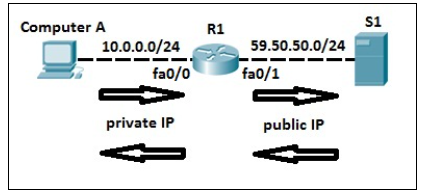 Computer A
R1
S1
10.0.0.0/24
59.50.50.0/24
fa0/0
fa0/1
private IP
public IP